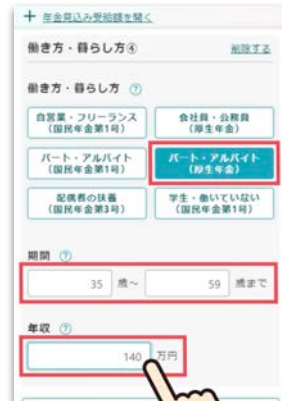 + 年金見込み受給額を開く
働き方・暮らし方④ 削除する
働き方・暮らし方 ?
自営業・フリーランス 会社員・公務員
(国民年金第1号) (厚生年金)
パート・アルバイト パート・アルバイト
(国民年金第1号) (厚生年金)
配偶者の扶養 学生・働いていない
(国民年金第3号) (国民年金第1号)
期間 ?
35 歳〜 59 歳まで
年収 ?
140 万円